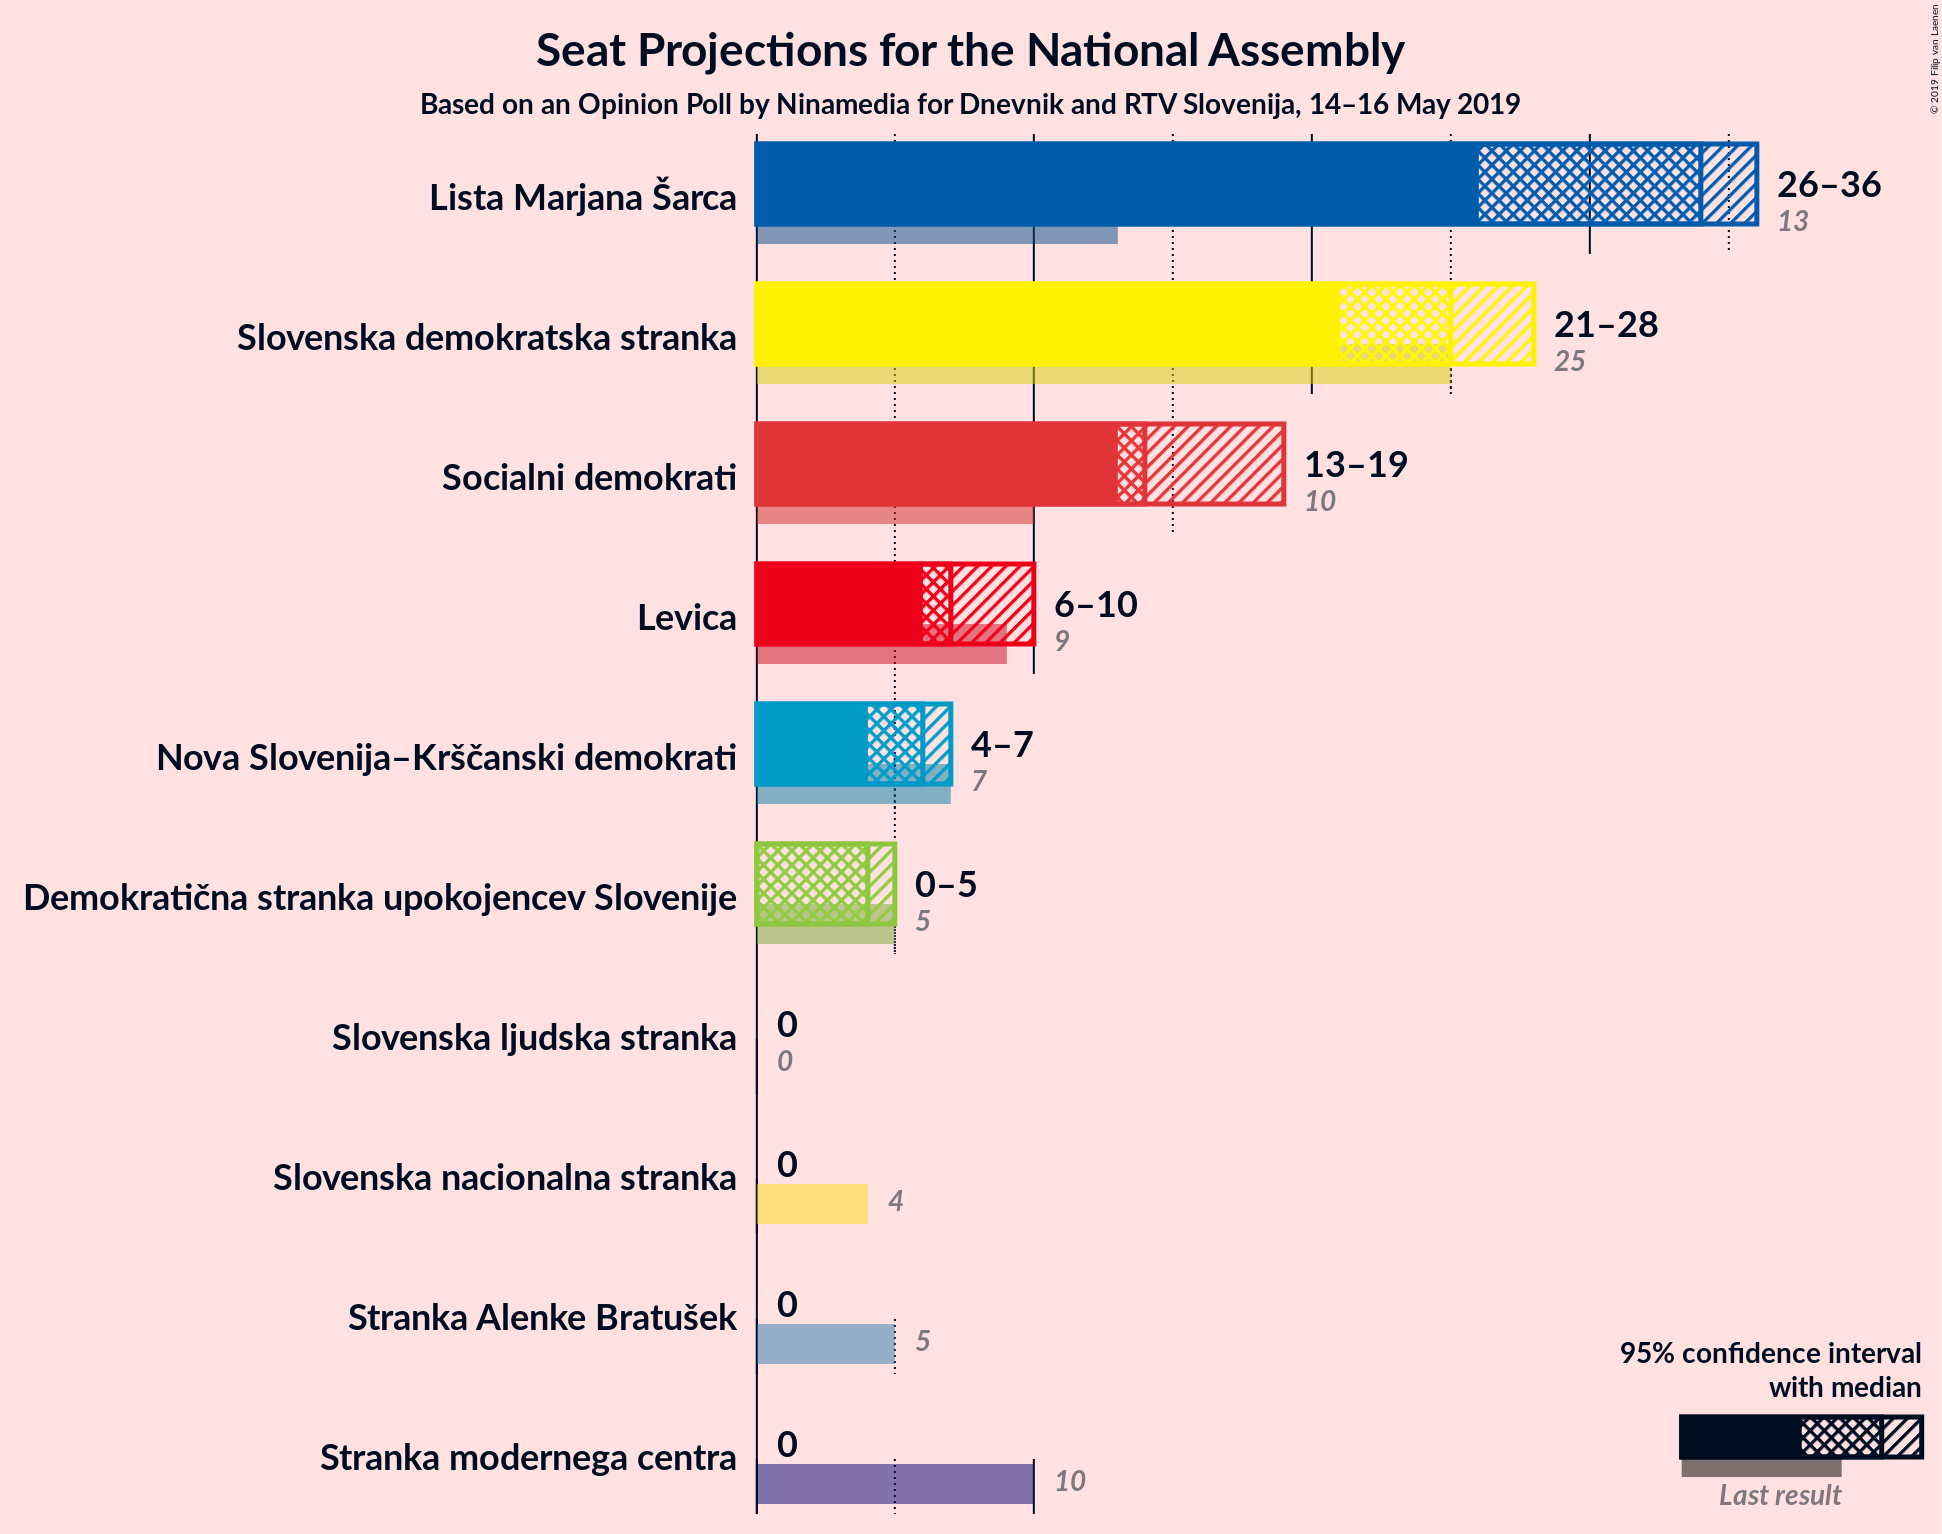 Seat Projections for the National Assembly
Based on an Opinion Poll by Ninamedia for Dnevnik and RTV Slovenija, 14–16 May 2019
© 2019 Filip van Laenen
Lista Marjana Šarca
26–36
13
Slovenska demokratska stranka
21–28
25
Socialni demokrati
13–19
10
Levica
6–10
9
Nova Slovenija–Krščanski demokrati
4–7
7
Demokratična stranka upokojencev Slovenije
0–5
5
Slovenska ljudska stranka
0
0
Slovenska nacionalna stranka
0
4
Stranka Alenke Bratušek
0
5
Stranka modernega centra
0
10
95% confidence interval
with median
Last result